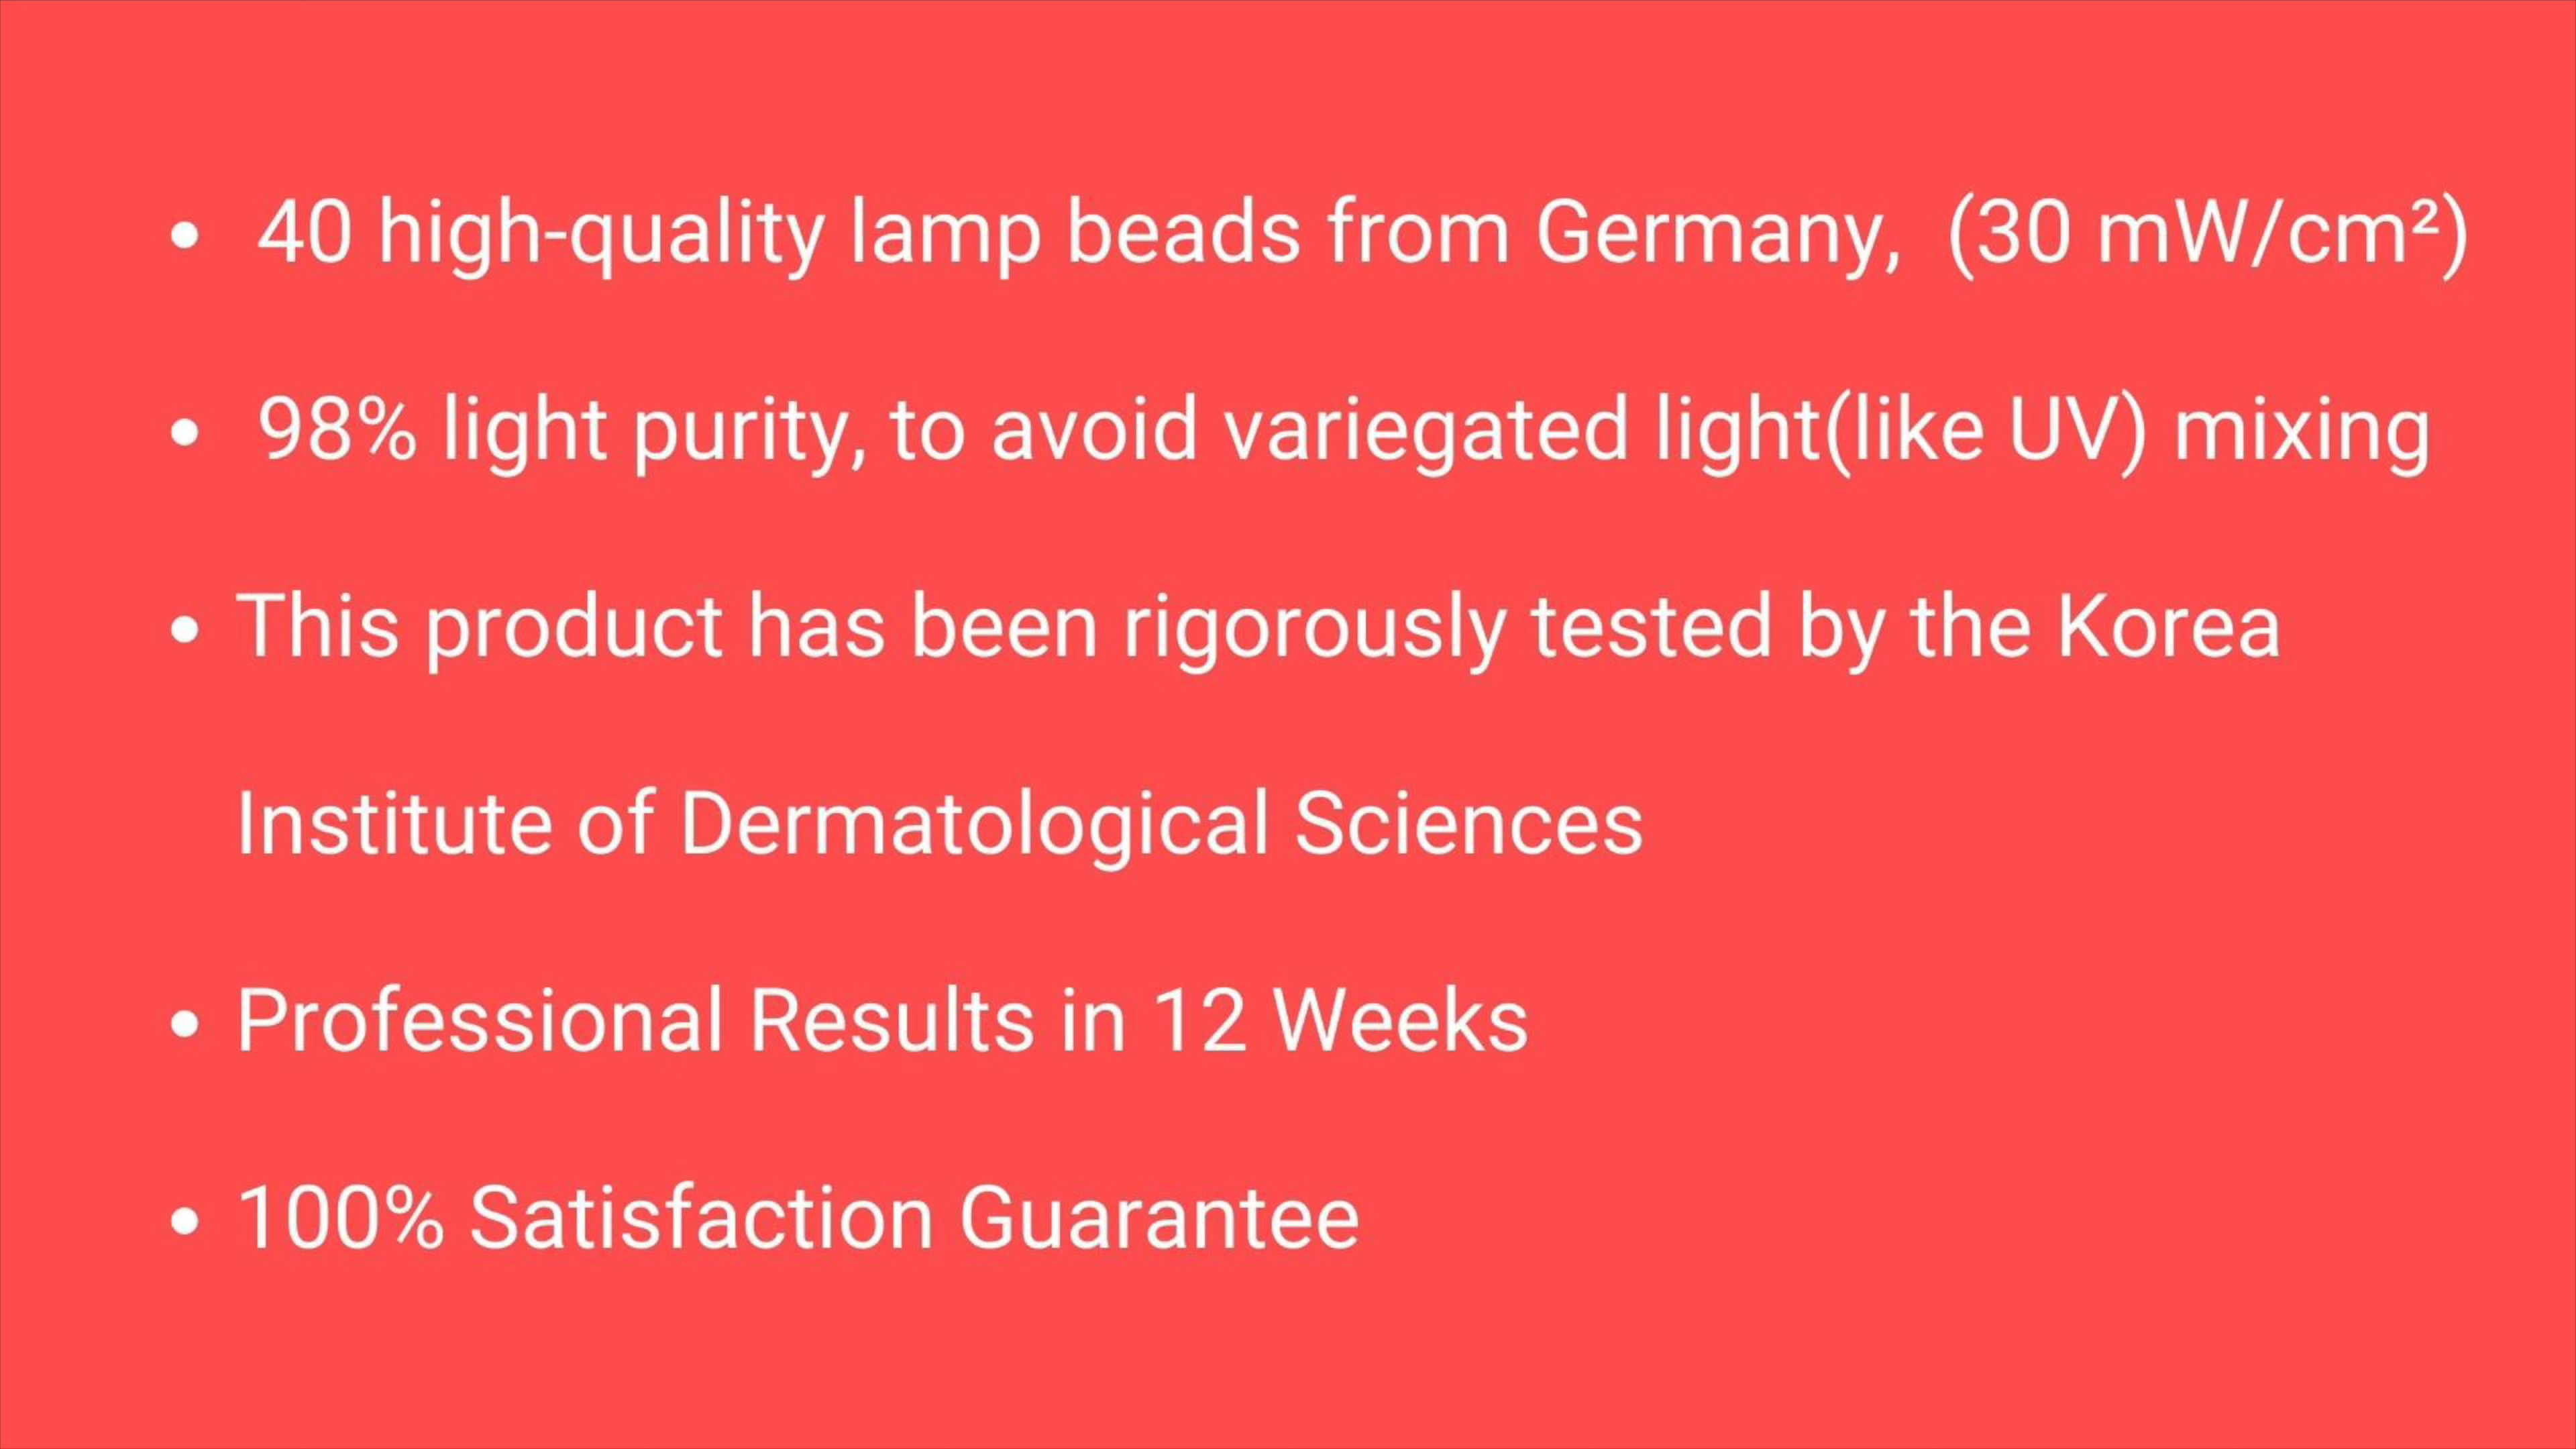 • 40 high-quality lamp beads from Germany,  (30 mW/cm²)
• 98% light purity, to avoid variegated light(like UV) mixing
• This product has been rigorously tested by the Korea
Institute of Dermatological Sciences
• Professional Results in 12 Weeks
• 100% Satisfaction Guarantee